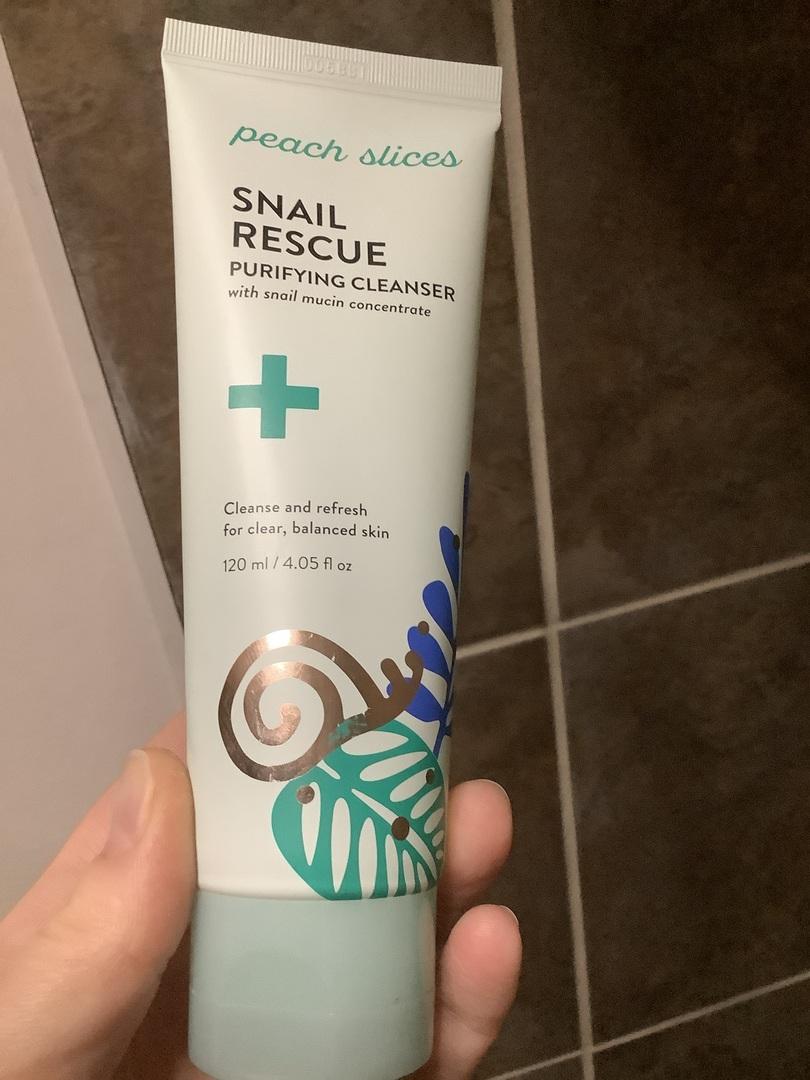 peach slices
SNAIL
RESCUE
PURIFYING CLEANSER
with snail mucin concentrate
Cleanse and refresh
for clear, balanced skin
120 ml / 4.05 fl oz